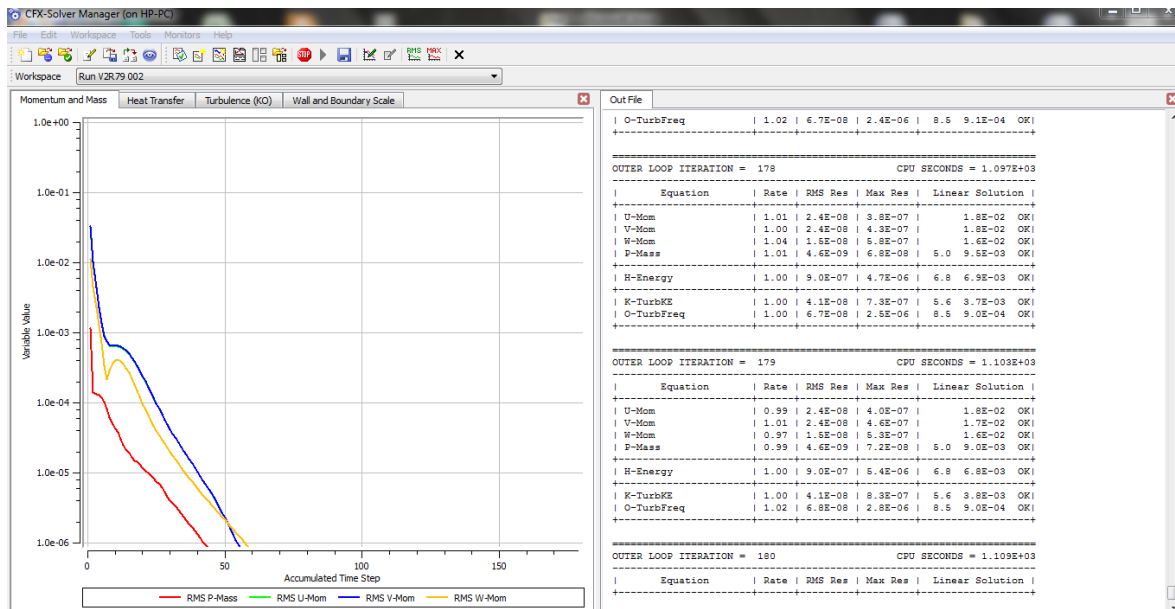 CFX-Solver Manager (on HP-PC)
File Edit Workspace Tools Monitors Help
STOP RMS MAX
Workspace Run V2R79 002
Momentum and Mass Heat Transfer Turbulence (KO) Wall and Boundary Scale
1.0e+00
1.0e-01
1.0e-02
1.0e-03
1.0e-04
1.0e-05
1.0e-06
Variable Value
0 50 100 150
Accumulated Time Step
RMS P-Mass RMS U-Mom RMS V-Mom RMS W-Mom
Out File
| O-TurbFreq | 1.02 | 6.7E-08 | 2.4E-06 | 8.5 9.1E-04 OK|
+----------------------+------+---------+---------+------------------+
======================================================================
OUTER LOOP ITERATION = 178 CPU SECONDS = 1.097E+03
----------------------------------------------------------------------
| Equation | Rate | RMS Res | Max Res | Linear Solution |
+----------------------+------+---------+---------+------------------+
| U-Mom | 1.01 | 2.4E-08 | 3.8E-07 | 1.8E-02 OK|
| V-Mom | 1.00 | 2.4E-08 | 4.3E-07 | 1.8E-02 OK|
| W-Mom | 1.04 | 1.5E-08 | 5.8E-07 | 1.6E-02 OK|
| P-Mass | 1.01 | 4.6E-09 | 6.8E-08 | 5.0 9.5E-03 OK|
+----------------------+------+---------+---------+------------------+
| H-Energy | 1.00 | 9.0E-07 | 4.7E-06 | 6.8 6.9E-03 OK|
+----------------------+------+---------+---------+------------------+
| K-TurbKE | 1.00 | 4.1E-08 | 7.3E-07 | 5.6 3.7E-03 OK|
| O-TurbFreq | 1.00 | 6.7E-08 | 2.5E-06 | 8.5 9.0E-04 OK|
+----------------------+------+---------+---------+------------------+
======================================================================
OUTER LOOP ITERATION = 179 CPU SECONDS = 1.103E+03
----------------------------------------------------------------------
| Equation | Rate | RMS Res | Max Res | Linear Solution |
+----------------------+------+---------+---------+------------------+
| U-Mom | 0.99 | 2.4E-08 | 4.0E-07 | 1.8E-02 OK|
| V-Mom | 1.01 | 2.4E-08 | 4.6E-07 | 1.7E-02 OK|
| W-Mom | 0.97 | 1.5E-08 | 5.3E-07 | 1.6E-02 OK|
| P-Mass | 0.99 | 4.6E-09 | 7.2E-08 | 5.0 9.0E-03 OK|
+----------------------+------+---------+---------+------------------+
| H-Energy | 1.00 | 9.0E-07 | 5.4E-06 | 6.8 6.8E-03 OK|
+----------------------+------+---------+---------+------------------+
| K-TurbKE | 1.00 | 4.1E-08 | 8.3E-07 | 5.6 3.8E-03 OK|
| O-TurbFreq | 1.02 | 6.8E-08 | 2.8E-06 | 8.5 9.0E-04 OK|
+----------------------+------+---------+---------+------------------+
======================================================================
OUTER LOOP ITERATION = 180 CPU SECONDS = 1.109E+03
----------------------------------------------------------------------
| Equation | Rate | RMS Res | Max Res | Linear Solution |
+----------------------+------+---------+---------+------------------+